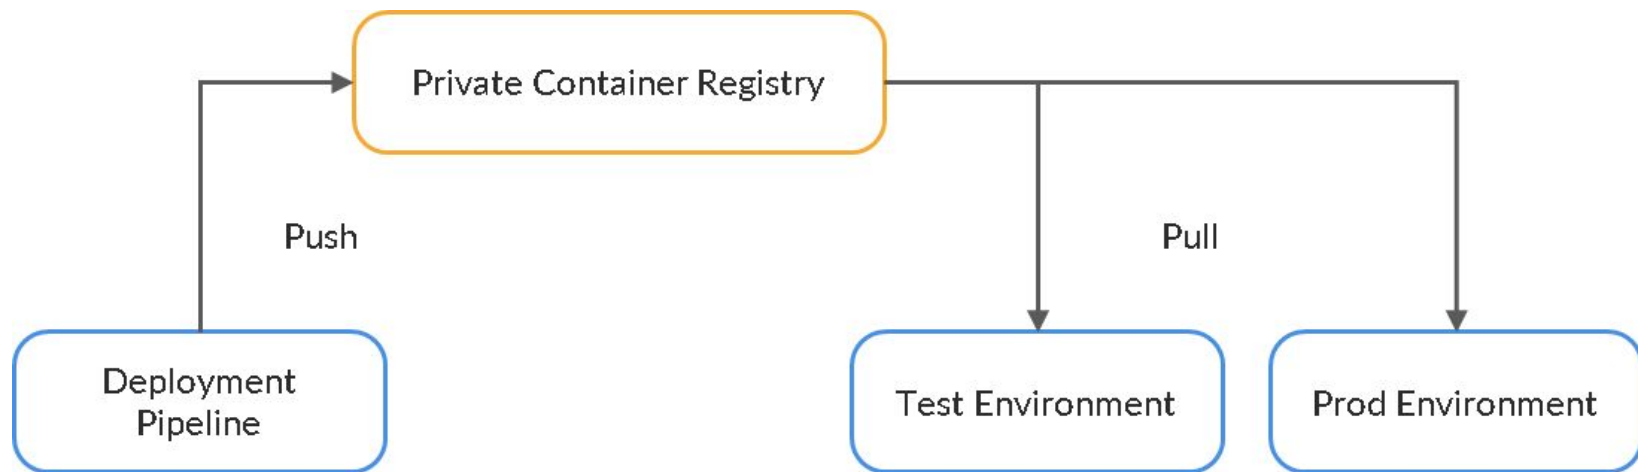 Private Container Registry
Push
Pull
Deployment
Pipeline
Test Environment
Prod Environment